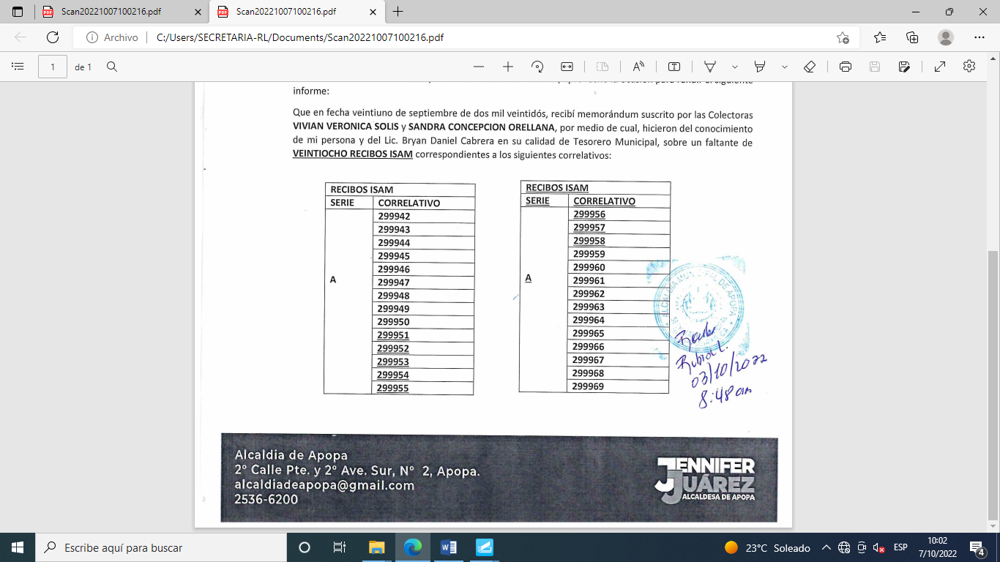 Scan20221007100216.pdf
Scan20221007100216.pdf
Archivo
C:/Users/SECRETARIA-RL/Documents/Scan20221007100216.pdf
1 de 1
informe:
Que en fecha veintiuno de septiembre de dos mil veintidós, recibí memorándum suscrito por las Colectoras
VIVIAN VERONICA SOLIS y SANDRA CONCEPCION ORELLANA, por medio de cual, hicieron del conocimiento
de mi persona y del Lic. Bryan Daniel Cabrera en su calidad de Tesorero Municipal, sobre un faltante de
VEINTIOCHO RECIBOS ISAM correspondientes a los siguientes correlativos:
RECIBOS ISAM
SERIE CORRELATIVO
299942
299943
299944
299945
299946
A
299947
299948
299949
299950
299951
299952
299953
299954
299955
RECIBOS ISAM
SERIE CORRELATIVO
299956
299957
299958
299959
299960
A
299961
299962
299963
299964
299965
299966
299967
299968
299969
ALCALDIA MUNICIPAL DE APOPA
03/10/2022
8:48 am
Alcaldia de Apopa
2º Calle Pte. y 2º Ave. Sur, Nº 2, Apopa.
alcaldiadeapopa@gmail.com
2536-6200
JENNIFER
JUÁREZ
ALCALDESA DE APOPA
Escribe aquí para buscar
23°C Soleado
ESP
10:02
7/10/2022
4